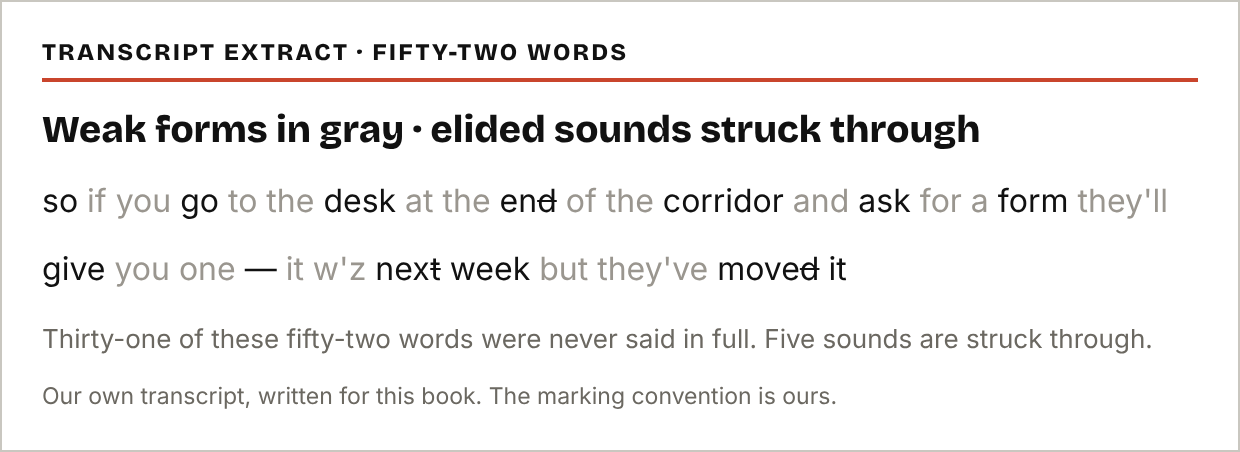 TRANSCRIPT EXTRACT · FIFTY-TWO WORDS
Weak forms in gray · elided sounds struck through
so if you go to the desk at the end of the corridor and ask for a form they'll
give you one — it w'z next week but they've moved it
Thirty-one of these fifty-two words were never said in full. Five sounds are struck through.
Our own transcript, written for this book. The marking convention is ours.